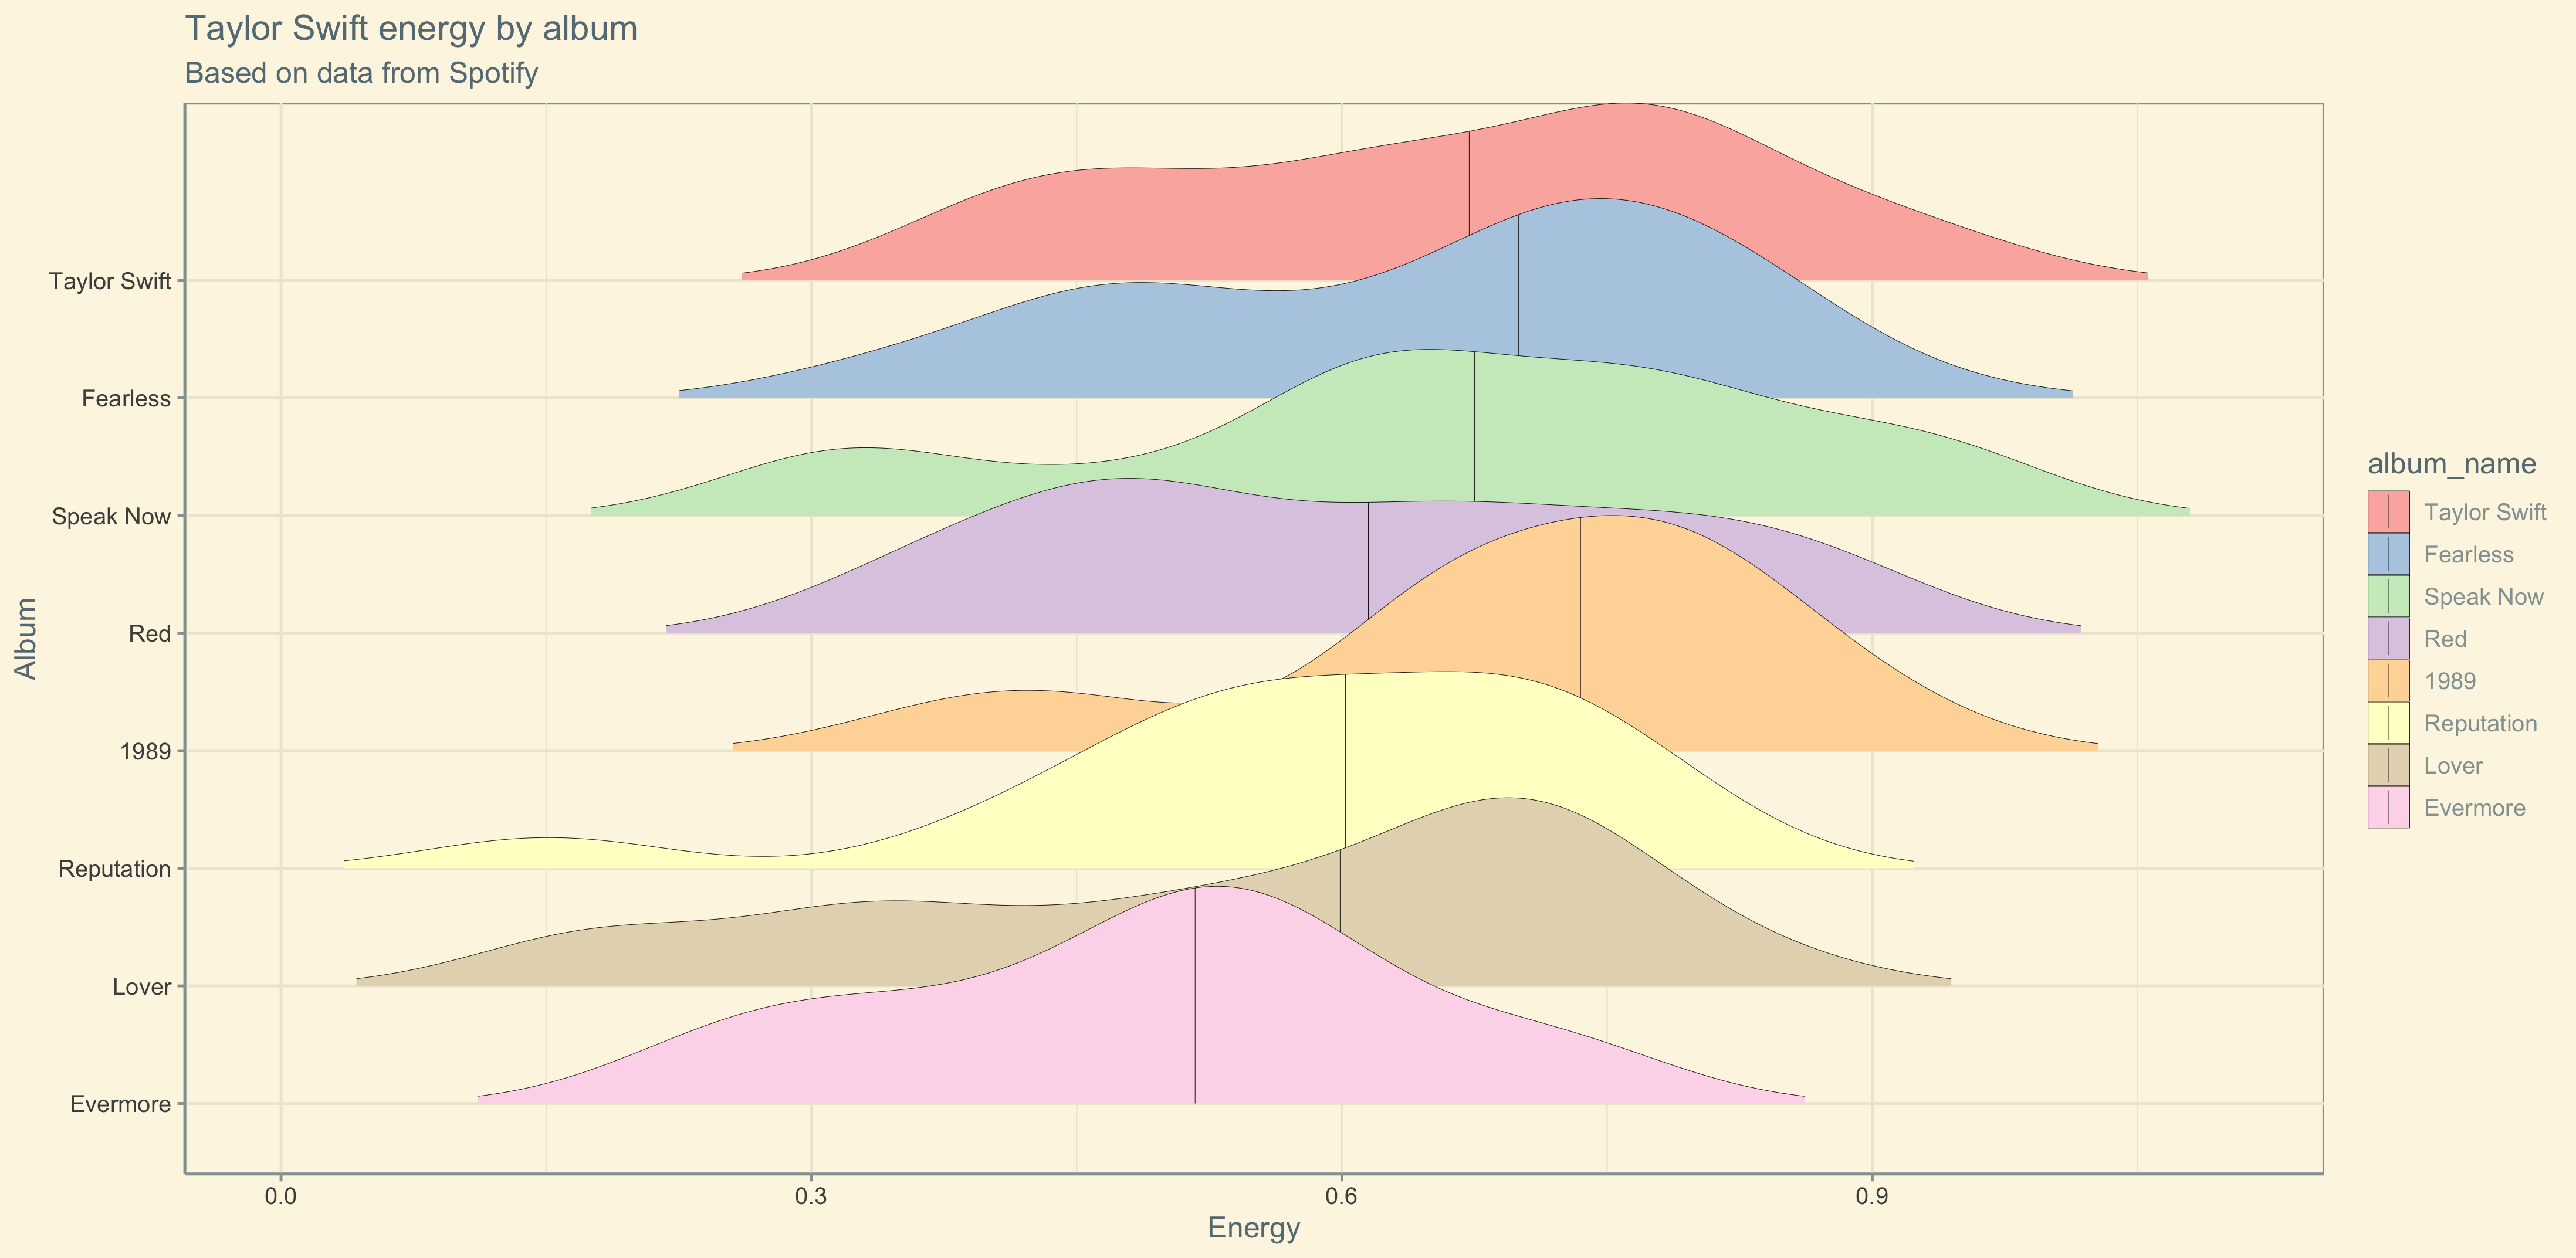 Taylor Swift energy by album
Based on data from Spotify
Album
Taylor Swift
Fearless
Speak Now
Red
1989
Reputation
Lover
Evermore
0.0
0.3
0.6
0.9
Energy
album_name
Taylor Swift
Fearless
Speak Now
Red
1989
Reputation
Lover
Evermore